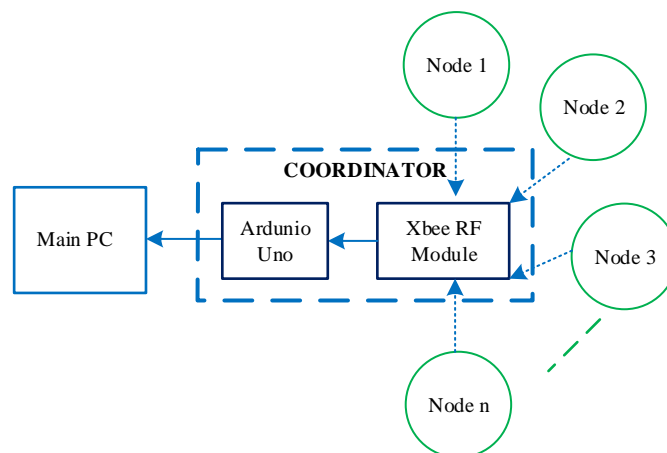 Node 1
Node 2
COORDINATOR
Main PC
Ardunio
Uno
Xbee RF
Module
Node 3
Node n